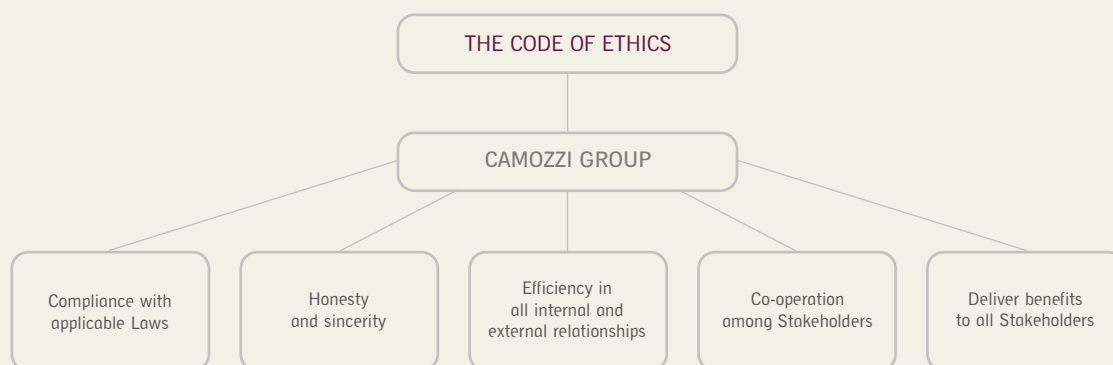 THE CODE OF ETHICS
CAMOZZI GROUP
Compliance with
applicable Laws
Honesty
and sincerity
Efficiency in
all internal and
external relationships
Co-operation
among Stakeholders
Deliver benefits
to all Stakeholders